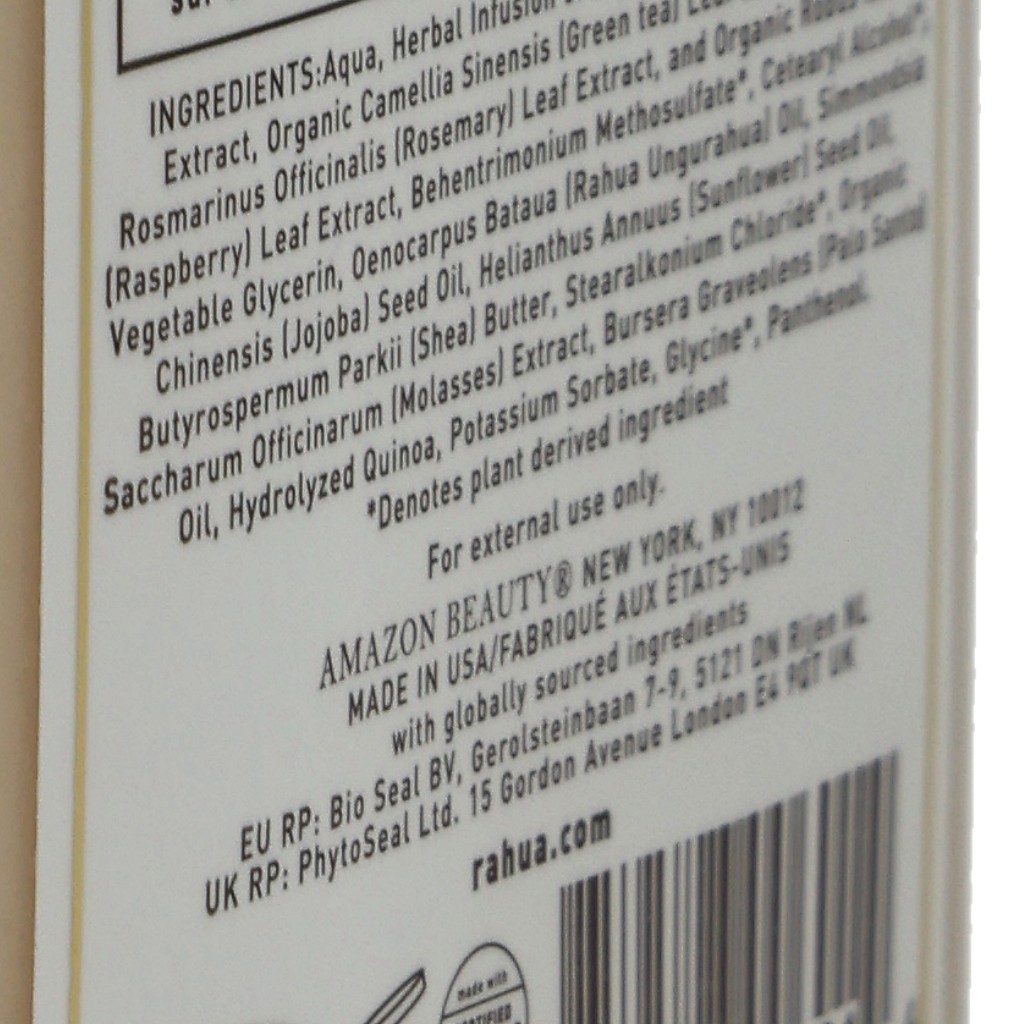 INGREDIENTS:Aqua, Herbal Infusion
Extract, Organic Camellia Sinensis (Green tea) Leaf
Rosmarinus Officinalis (Rosemary) Leaf Extract, and Organic Rubus
(Raspberry) Leaf Extract, Behentrimonium Methosulfate*, Cetearyl Alcohol*,
Vegetable Glycerin, Oenocarpus Bataua (Rahua Ungurahua) Oil, Simmondsia
Chinensis (Jojoba) Seed Oil, Helianthus Annuus (Sunflower) Seed Oil,
Butyrospermum Parkii (Shea) Butter, Stearalkonium Chloride*, Organic
Saccharum Officinarum (Molasses) Extract, Bursera Graveolens (Palo Santo)
Oil, Hydrolyzed Quinoa, Potassium Sorbate, Glycine*, Panthenol.
*Denotes plant derived ingredient
For external use only.
AMAZON BEAUTY® NEW YORK, NY 10012
MADE IN USA/FABRIQUÉ AUX ÉTATS-UNIS
with globally sourced ingredients
EU RP: Bio Seal BV, Gerolsteinbaan 7-9, 5121 DN Rijen NL
UK RP: PhytoSeal Ltd. 15 Gordon Avenue London E4 9QT UK
rahua.com
made with